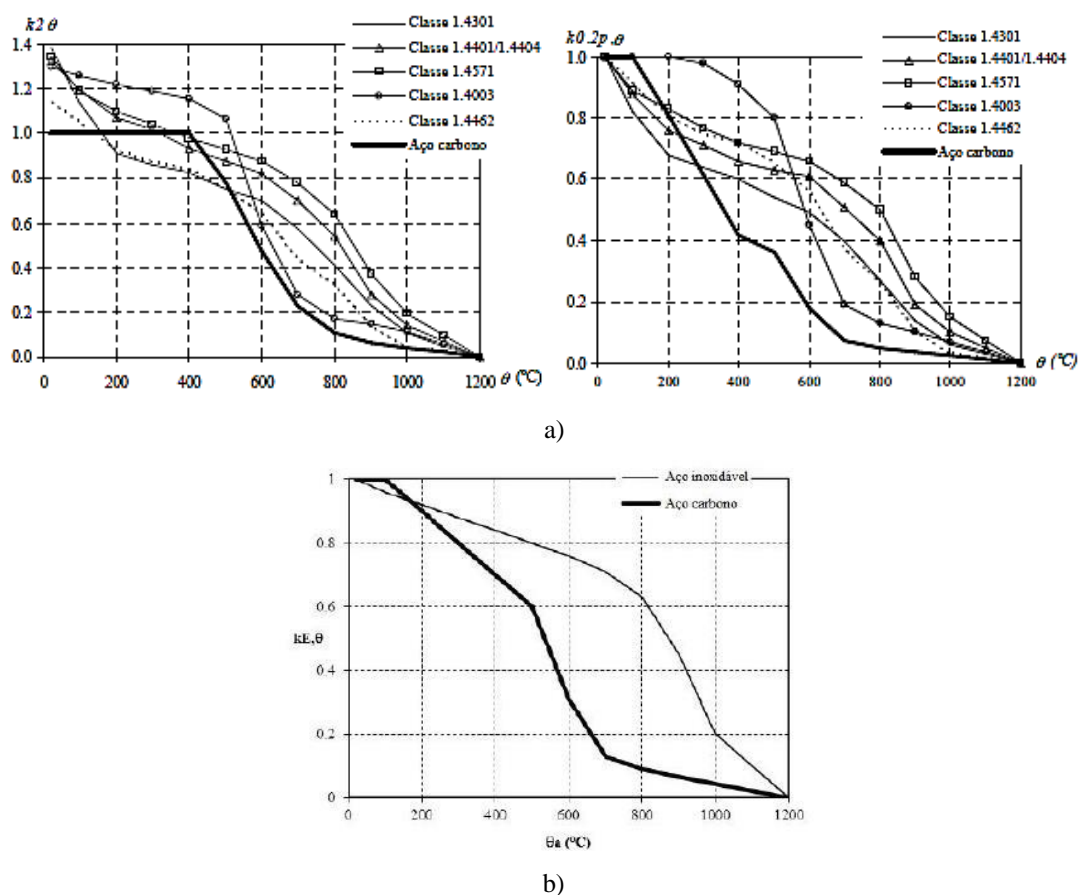 k2 θ
Classe 1.4301
Classe 1.4401/1.4404
Classe 1.4571
Classe 1.4003
Classe 1.4462
Aço carbono
1.4
1.2
1.0
0.8
0.6
0.4
0.2
0.0
0 200 400 600 800 1000 1200
θ (ºC)
k0.2p,θ
Classe 1.4301
Classe 1.4401/1.4404
Classe 1.4571
Classe 1.4003
Classe 1.4462
Aço carbono
1.0
0.8
0.6
0.4
0.2
0.0
0 200 400 600 800 1000 1200
θ (ºC)
a)
Aço inoxidável
Aço carbono
1
0.8
0.6
kE,θ
0.4
0.2
0
0 200 400 600 800 1000 1200
θa (ºC)
b)